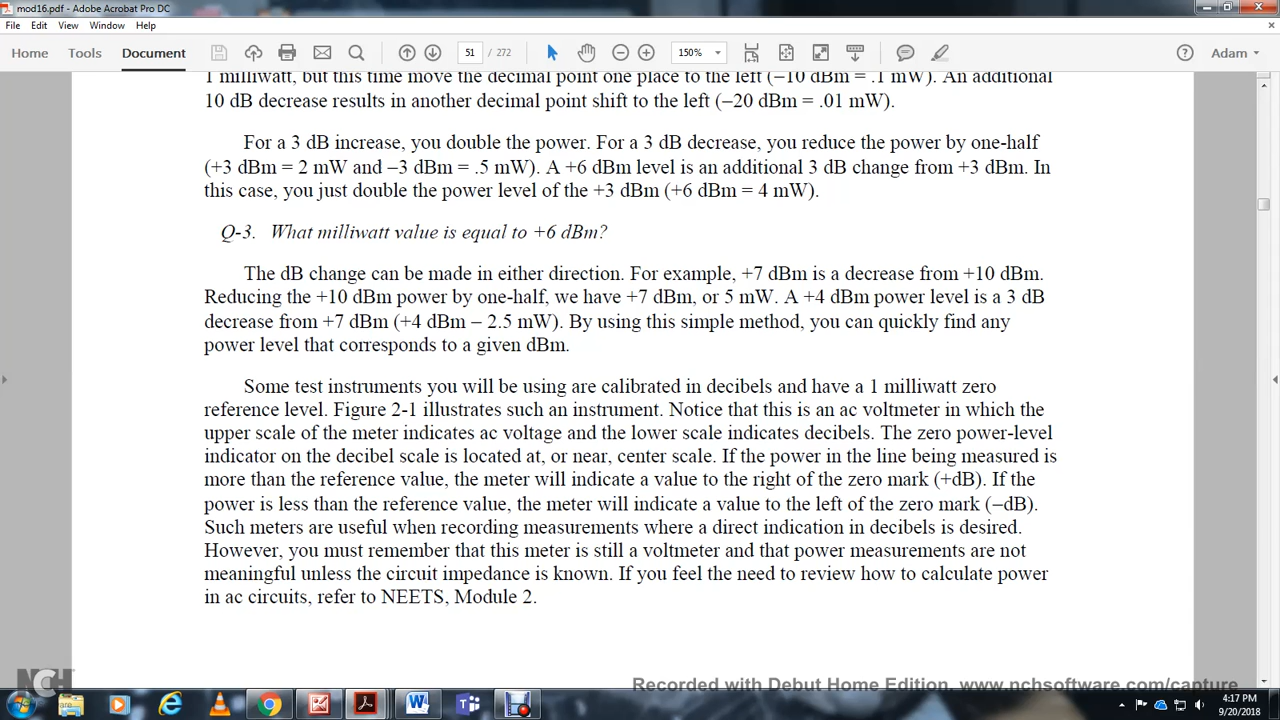 mod16.pdf - Adobe Acrobat Pro DC
File Edit View Window Help
Home Tools Document 51 / 272 150% Adam
1 milliwatt, but this time move the decimal point one place to the left (−10 dBm = .1 mW). An additional
10 dB decrease results in another decimal point shift to the left (−20 dBm = .01 mW).
For a 3 dB increase, you double the power. For a 3 dB decrease, you reduce the power by one-half
(+3 dBm = 2 mW and −3 dBm = .5 mW). A +6 dBm level is an additional 3 dB change from +3 dBm. In
this case, you just double the power level of the +3 dBm (+6 dBm = 4 mW).
Q-3. What milliwatt value is equal to +6 dBm?
The dB change can be made in either direction. For example, +7 dBm is a decrease from +10 dBm.
Reducing the +10 dBm power by one-half, we have +7 dBm, or 5 mW. A +4 dBm power level is a 3 dB
decrease from +7 dBm (+4 dBm − 2.5 mW). By using this simple method, you can quickly find any
power level that corresponds to a given dBm.
Some test instruments you will be using are calibrated in decibels and have a 1 milliwatt zero
reference level. Figure 2-1 illustrates such an instrument. Notice that this is an ac voltmeter in which the
upper scale of the meter indicates ac voltage and the lower scale indicates decibels. The zero power-level
indicator on the decibel scale is located at, or near, center scale. If the power in the line being measured is
more than the reference value, the meter will indicate a value to the right of the zero mark (+dB). If the
power is less than the reference value, the meter will indicate a value to the left of the zero mark (−dB).
Such meters are useful when recording measurements where a direct indication in decibels is desired.
However, you must remember that this meter is still a voltmeter and that power measurements are not
meaningful unless the circuit impedance is known. If you feel the need to review how to calculate power
in ac circuits, refer to NEETS, Module 2.
NCH
Recorded with Debut Home Edition. www.nchsoftware.com/capture
4:17 PM
9/20/2018